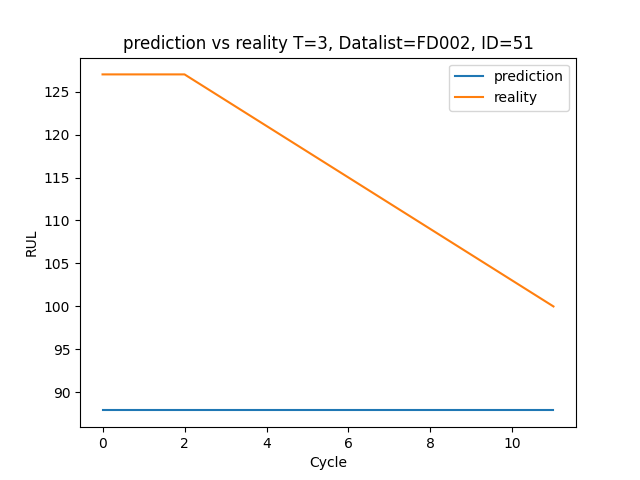 prediction vs reality T=3, Datalist=FD002, ID=51
prediction
reality
125
120
115
110
105
100
95
90
RUL
0 2 4 6 8 10
Cycle